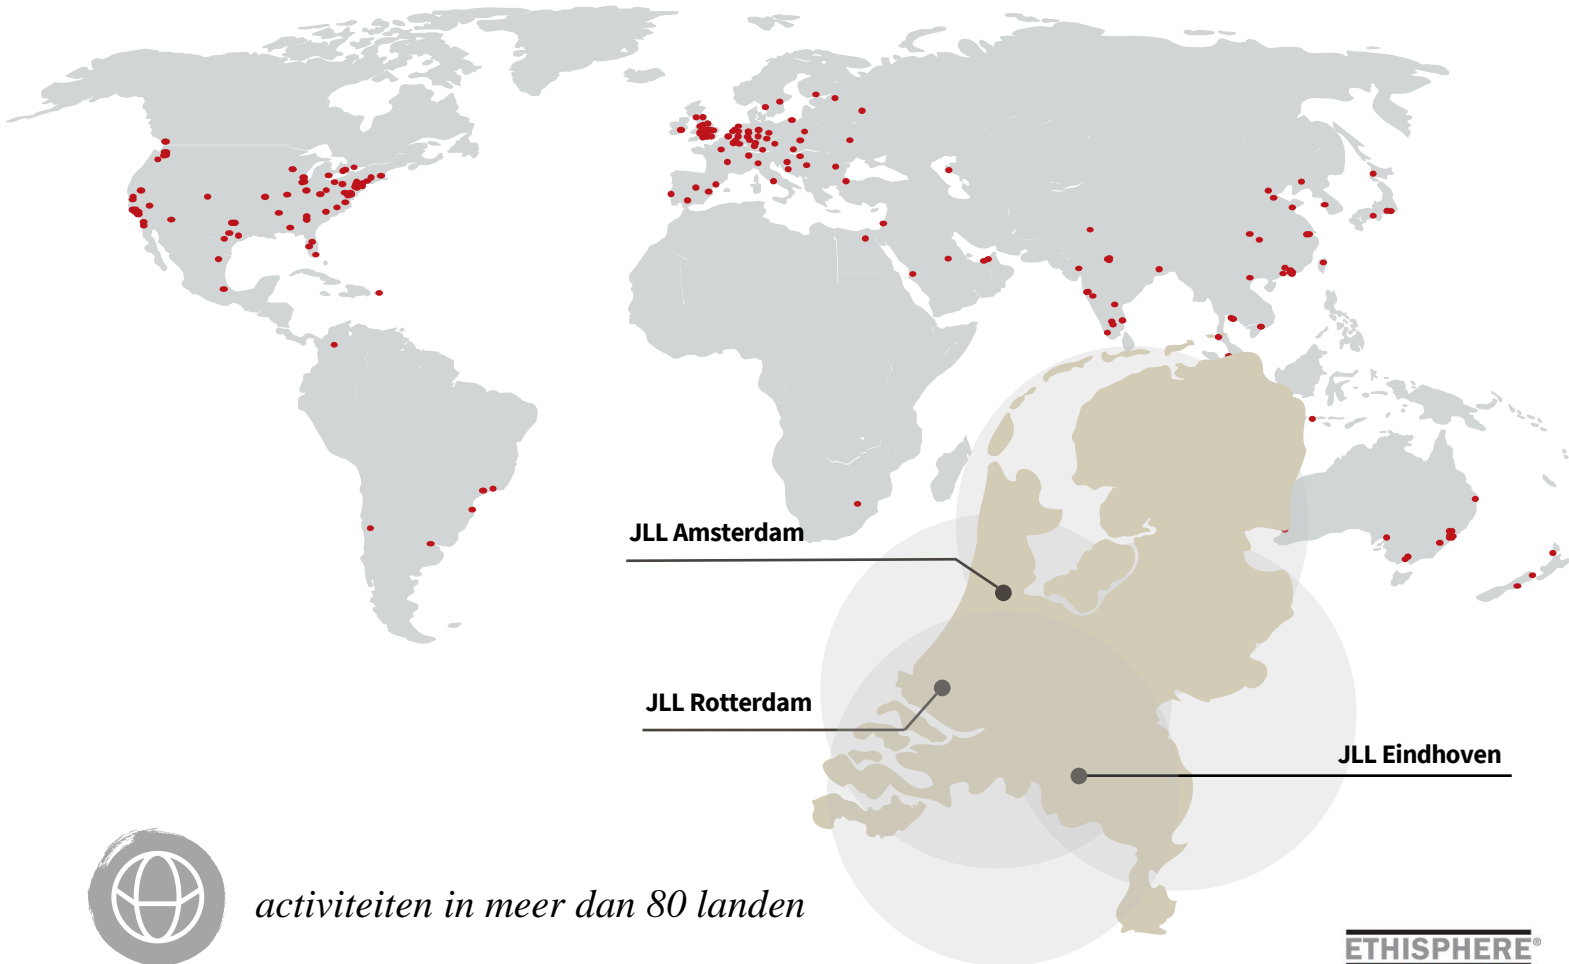 JLL Amsterdam
JLL Rotterdam
JLL Eindhoven
activiteiten in meer dan 80 landen
ETHISPHERE®